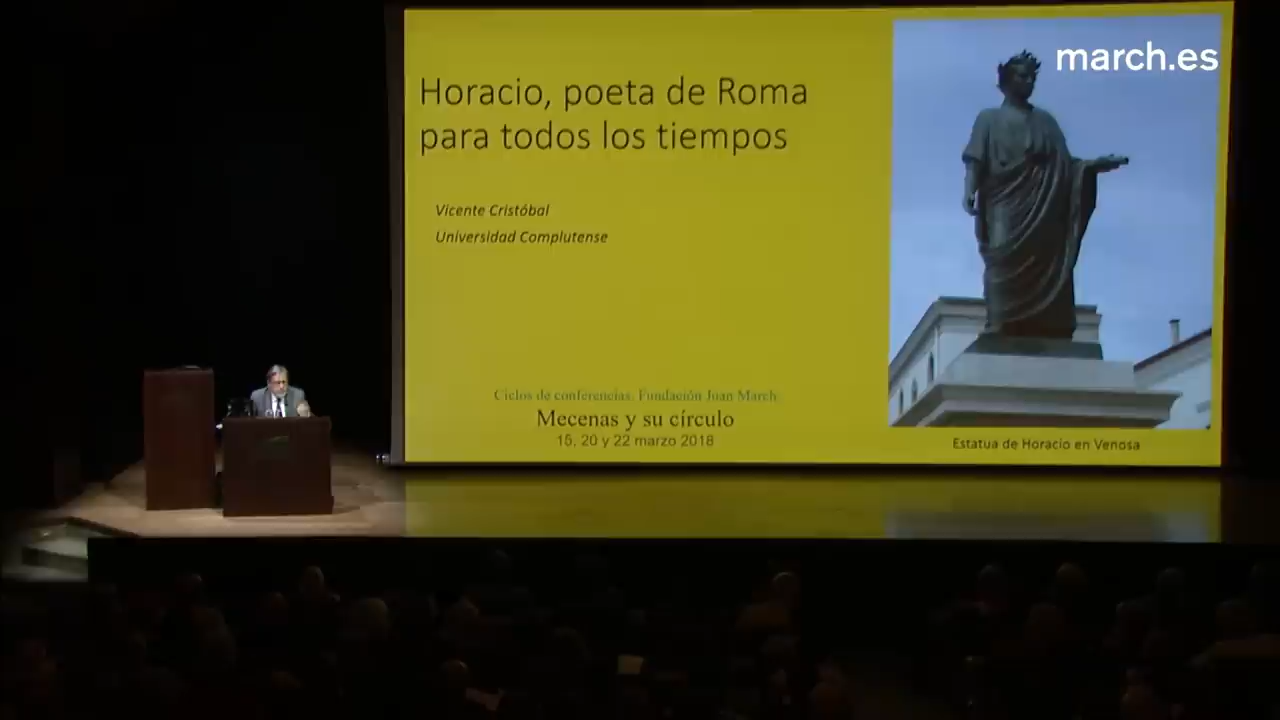 march.es
Horacio, poeta de Roma
para todos los tiempos
Vicente Cristóbal
Universidad Complutense
Ciclos de conferencias: Fundación Juan March
Mecenas y su círculo
15, 20 y 22 marzo 2018
Estatua de Horacio en Venosa